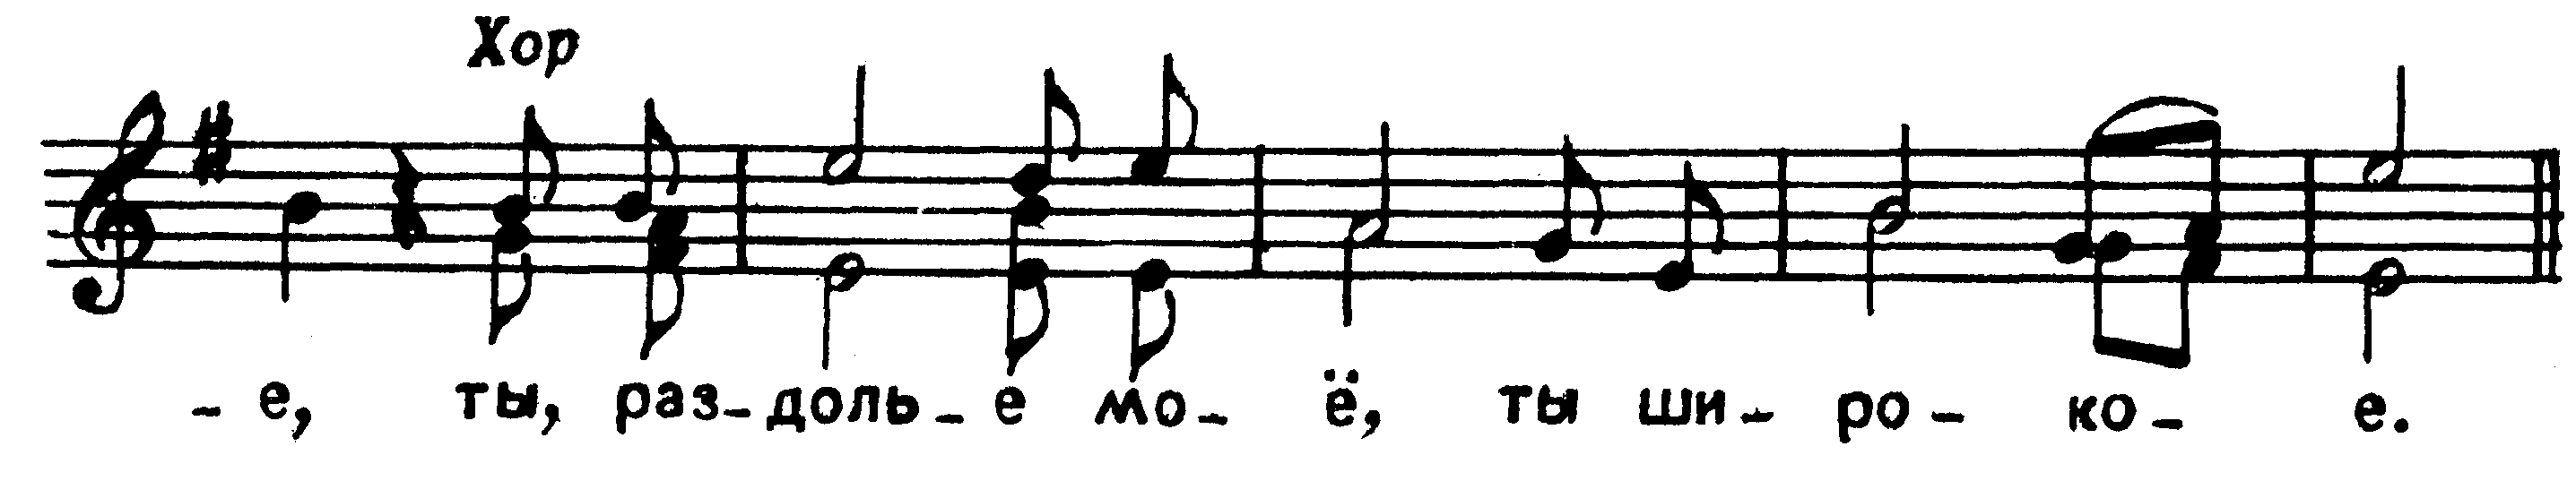 Хор
- е, ты, раз- доль - е мо - ё, ты ши - ро - ко - е.